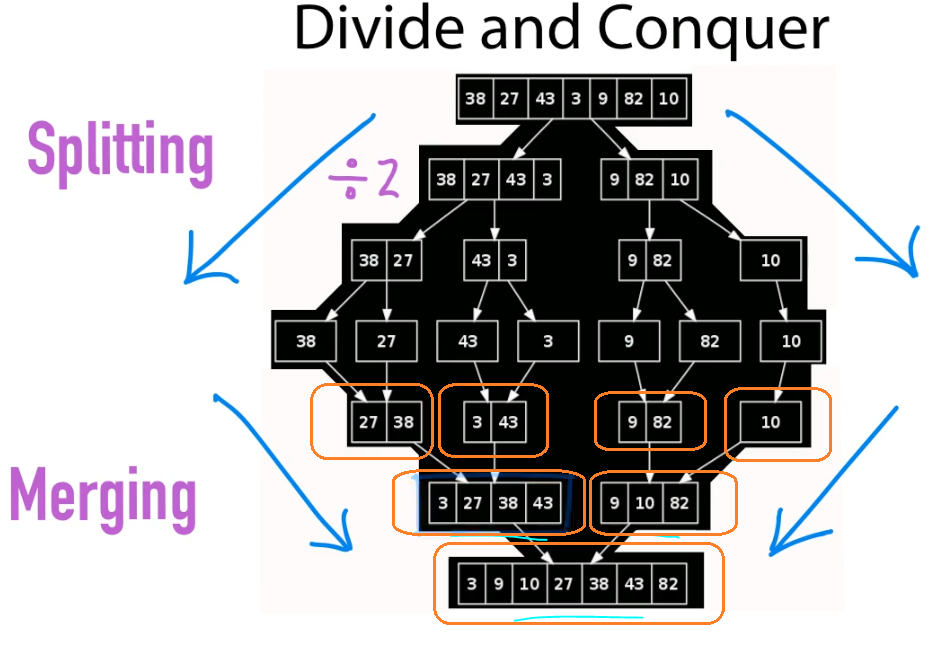 Divide and Conquer
38 27 43 3 9 82 10
Splitting
÷2
38 27 43 3 9 82 10
38 27 43 3 9 82 10
38 27 43 3 9 82 10
27 38 3 43 9 82 10
Merging
3 27 38 43 9 10 82
3 9 10 27 38 43 82